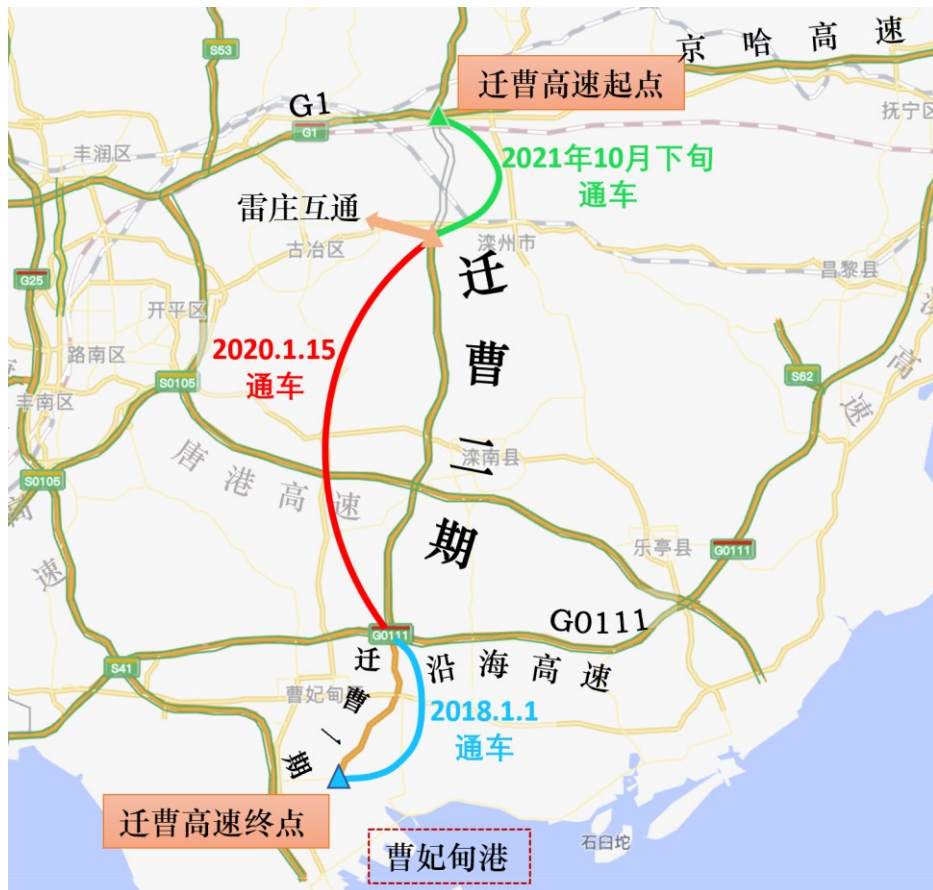 京哈高速
S53
迁曹高速起点
G1
G1
抚宁区
丰润区
2021年10月下旬
通车
雷庄互通
古冶区
滦州市
昌黎县
G25
开平区
迁曹二期
路南区
2020.1.15
通车
S0105
S62
丰南区
高速
滦南县
S0105
唐港高速
高速
乐亭县
G0111
G0111
G0111
沿海高速
S41
迁曹一期
曹妃甸
2018.1.1
通车
迁曹高速终点
曹妃甸港
石臼坨